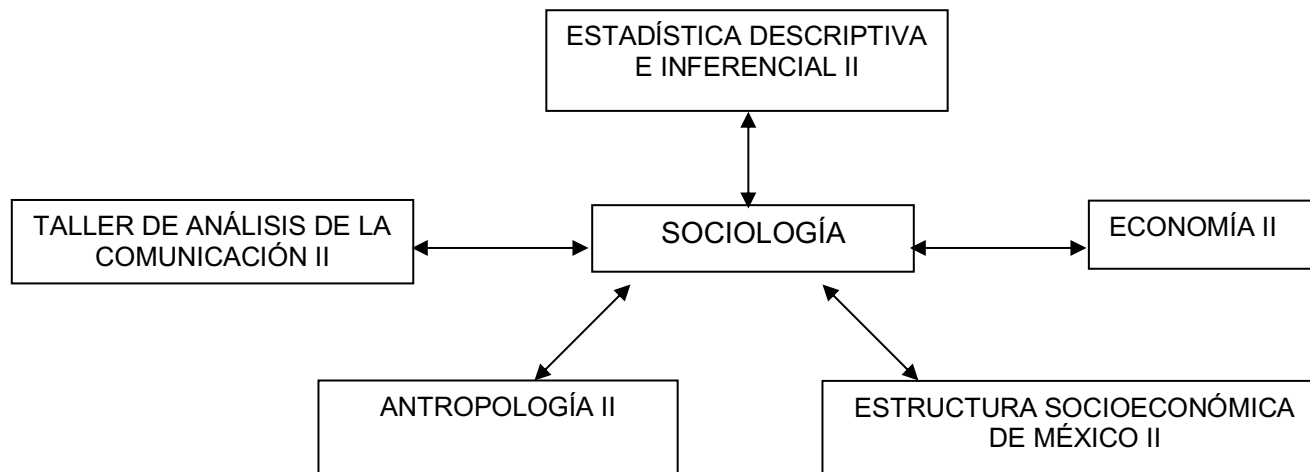 ESTADÍSTICA DESCRIPTIVA
E INFERENCIAL II
TALLER DE ANÁLISIS DE LA
COMUNICACIÓN II
SOCIOLOGÍA
ECONOMÍA II
ANTROPOLOGÍA II
ESTRUCTURA SOCIOECONÓMICA
DE MÉXICO II